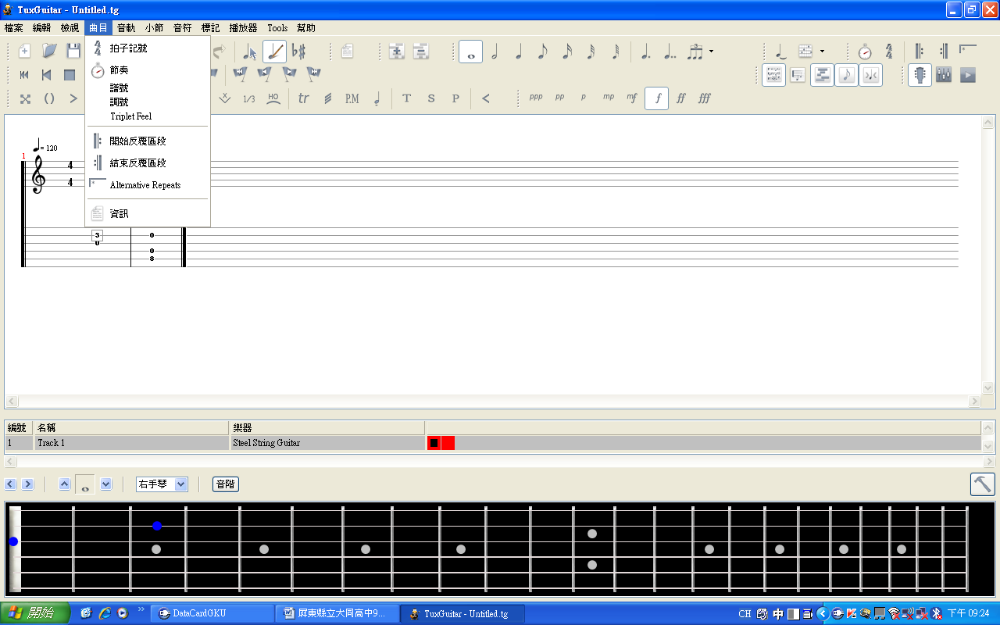 TuxGuitar - Untitled.tg
檔案 編輯 檢視 曲目 音動 小節 音符 標記 播放器 Tools 幫助
拍子記號
節奏
譜號
調號
Triplet Feel
開始反覆區段
結束反覆區段
Alternative Repeats
資訊
3
1/3 HO tr P.M T S P ppp pp p mp mf f ff fff
= 120
1
4
4
3 0
0
0
8
編號 名稱 樂器
1 Track 1 Steel String Guitar
右手琴 音階
開始 DataCardGKU 屏東縣立大同高中9... TuxGuitar - Untitled.tg CH 中 下午 09:24